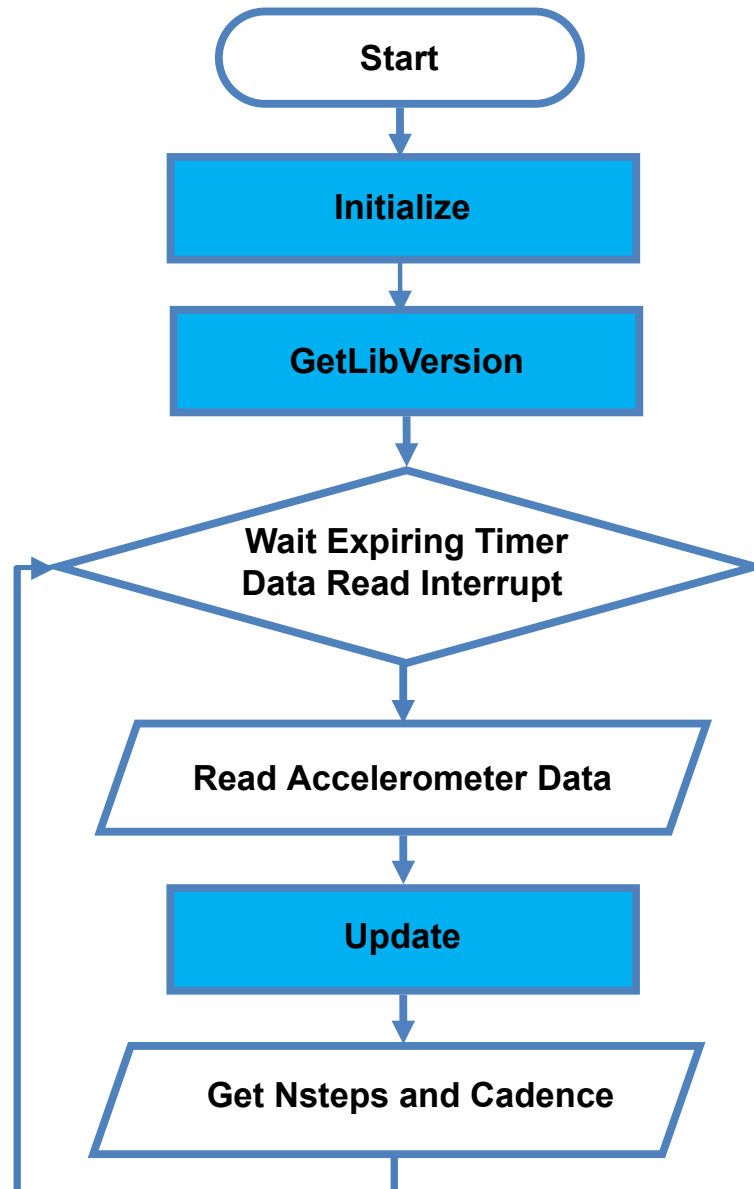 Start
Initialize
GetLibVersion
Wait Expiring Timer
Data Read Interrupt
Read Accelerometer Data
Update
Get Nsteps and Cadence